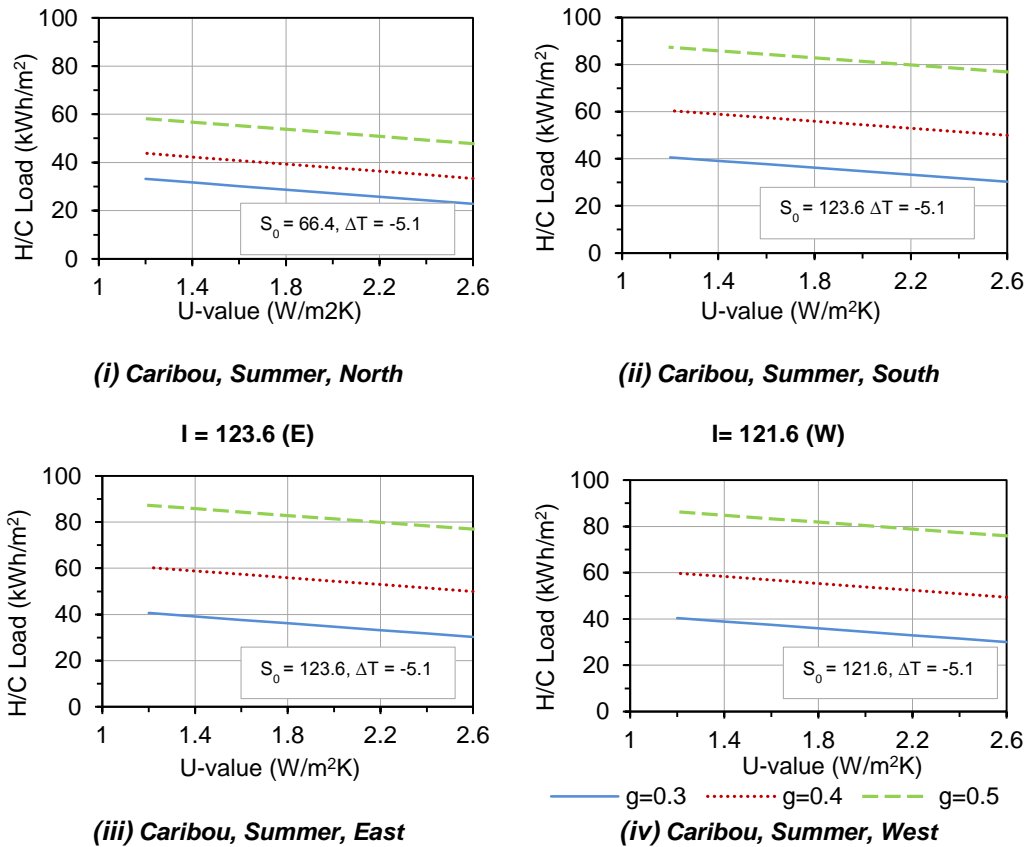 100
80
60
40
20
0
H/C Load (kWh/m²)
S₀ = 66.4, ΔT = -5.1
1 1.4 1.8 2.2 2.6
U-value (W/m2K)
(i) Caribou, Summer, North
100
80
60
40
20
0
H/C Load (kWh/m²)
S₀ = 123.6 ΔT = -5.1
1 1.4 1.8 2.2 2.6
U-value (W/m²K)
(ii) Caribou, Summer, South
I = 123.6 (E)
I= 121.6 (W)
100
80
60
40
20
0
H/C Load (kWh/m²)
S₀ = 123.6, ΔT = -5.1
1 1.4 1.8 2.2 2.6
U-value (W/m²K)
(iii) Caribou, Summer, East
100
80
60
40
20
0
H/C Load (kWh/m²)
S₀ = 121.6, ΔT = -5.1
1 1.4 1.8 2.2 2.6
U-value (W/m²K)
g=0.3 g=0.4 g=0.5
(iv) Caribou, Summer, West